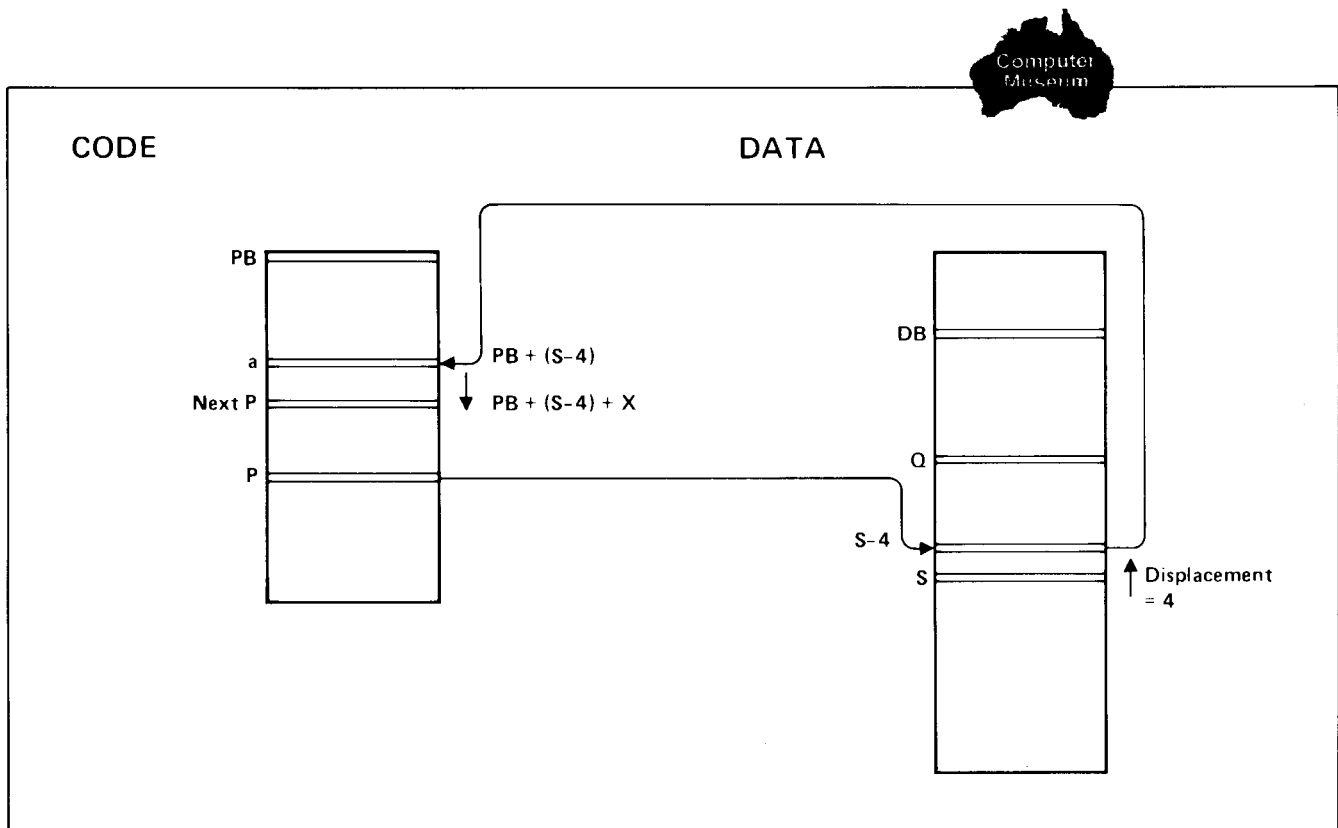 Computer
Museum
CODE
DATA
PB
DB
a
PB + (S-4)
Next P
PB + (S-4) + X
Q
P
S-4
S
Displacement
= 4